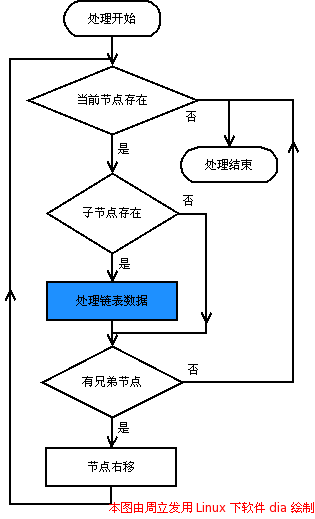 处理开始
当前节点存在
否
是
处理结束
子节点存在
否
是
处理链表数据
有兄弟节点
否
是
节点右移
本图由周立发用 Linux 下软件 dia 绘制